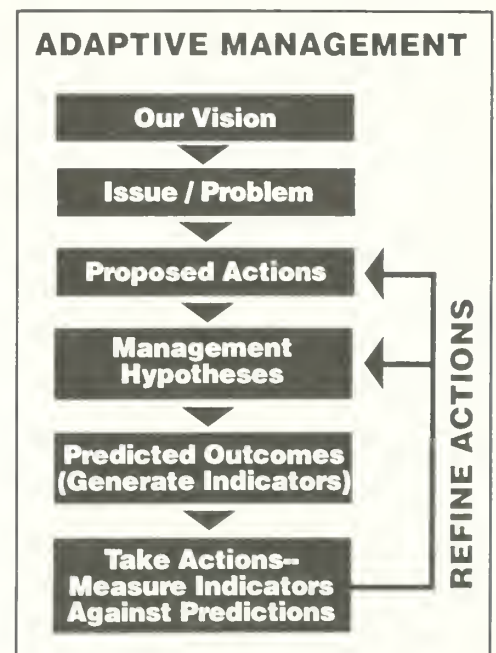 ADAPTIVE MANAGEMENT
Our Vision
Issue / Problem
Proposed Actions
Management
Hypotheses
Predicted Outcomes
(Generate Indicators)
Take Actions--
Measure Indicators
Against Predictions
REFINE ACTIONS